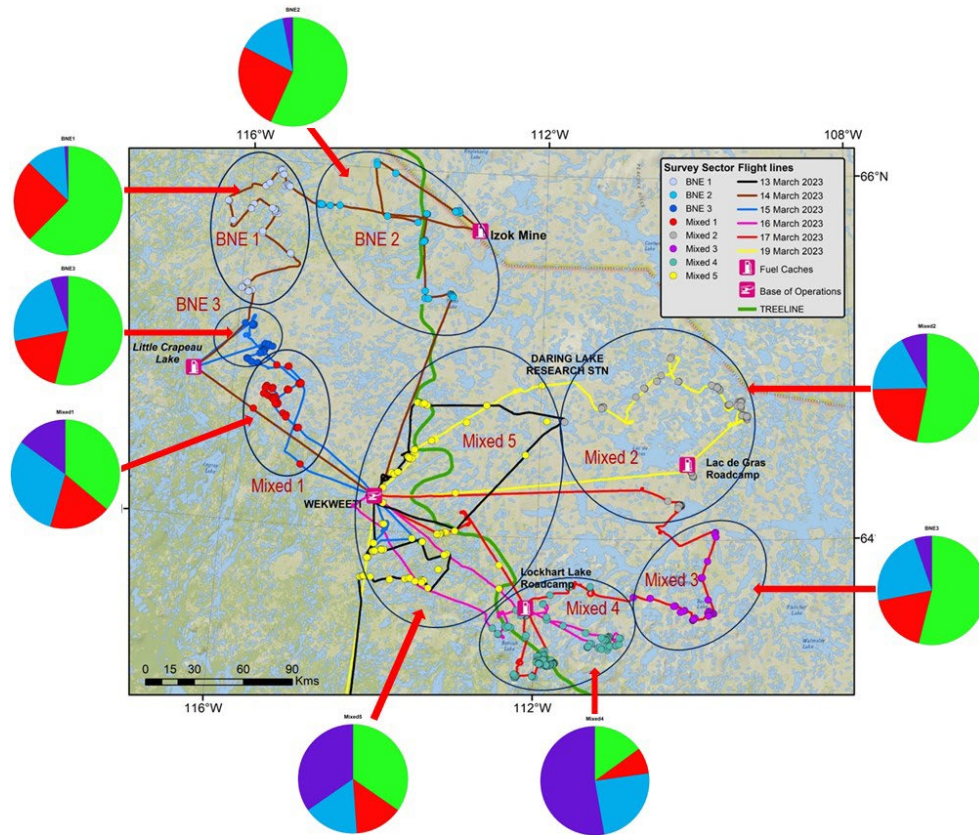 BNE2
116°W
112°W
108°W
BNE1
66°N
Survey Sector Flight lines
BNE 1
13 March 2023
BNE 2
14 March 2023
BNE 3
15 March 2023
Mixed 1
16 March 2023
Mixed 2
17 March 2023
Mixed 3
19 March 2023
Mixed 4
Fuel Caches
Mixed 5
Base of Operations
TREELINE
BNE 1
BNE 2
Izok Mine
BNE3
BNE 3
Little Crapeau
Lake
Mixed2
DARING LAKE
RESEARCH STN
Mixed1
Mixed 5
Mixed 2
Mixed 1
Lac de Gras
Roadcamp
WEKWEETI
64°
BNE3
Lockhart Lake
Roadcamp
Mixed 3
Mixed 4
0 15 30 60 90
Kms
116°W
112°W
Mixed5
Mixed4